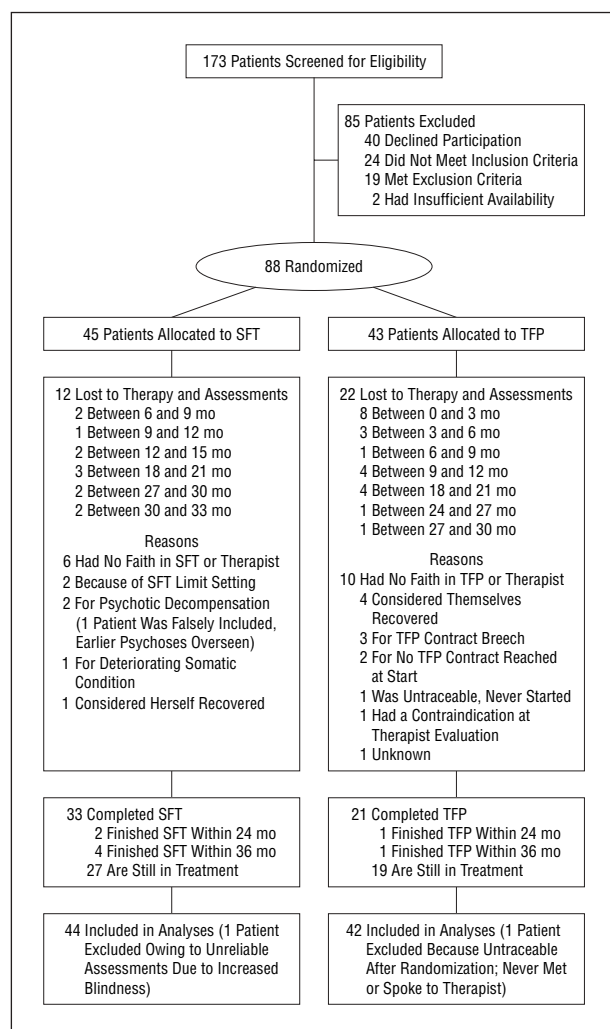 173 Patients Screened for Eligibility
85 Patients Excluded
40 Declined Participation
24 Did Not Meet Inclusion Criteria
19 Met Exclusion Criteria
2 Had Insufficient Availability
88 Randomized
45 Patients Allocated to SFT
12 Lost to Therapy and Assessments
2 Between 6 and 9 mo
1 Between 9 and 12 mo
2 Between 12 and 15 mo
3 Between 18 and 21 mo
2 Between 27 and 30 mo
2 Between 30 and 33 mo
Reasons
6 Had No Faith in SFT or Therapist
2 Because of SFT Limit Setting
2 For Psychotic Decompensation
(1 Patient Was Falsely Included,
Earlier Psychoses Overseen)
1 For Deteriorating Somatic
Condition
1 Considered Herself Recovered
33 Completed SFT
2 Finished SFT Within 24 mo
4 Finished SFT Within 36 mo
27 Are Still in Treatment
44 Included in Analyses (1 Patient
Excluded Owing to Unreliable
Assessments Due to Increased
Blindness)
43 Patients Allocated to TFP
22 Lost to Therapy and Assessments
8 Between 0 and 3 mo
3 Between 3 and 6 mo
1 Between 6 and 9 mo
4 Between 9 and 12 mo
4 Between 18 and 21 mo
1 Between 24 and 27 mo
1 Between 27 and 30 mo
Reasons
10 Had No Faith in TFP or Therapist
4 Considered Themselves
Recovered
3 For TFP Contract Breech
2 For No TFP Contract Reached
at Start
1 Was Untraceable, Never Started
1 Had a Contraindication at
Therapist Evaluation
1 Unknown
21 Completed TFP
1 Finished TFP Within 24 mo
1 Finished TFP Within 36 mo
19 Are Still in Treatment
42 Included in Analyses (1 Patient
Excluded Because Untraceable
After Randomization; Never Met
or Spoke to Therapist)